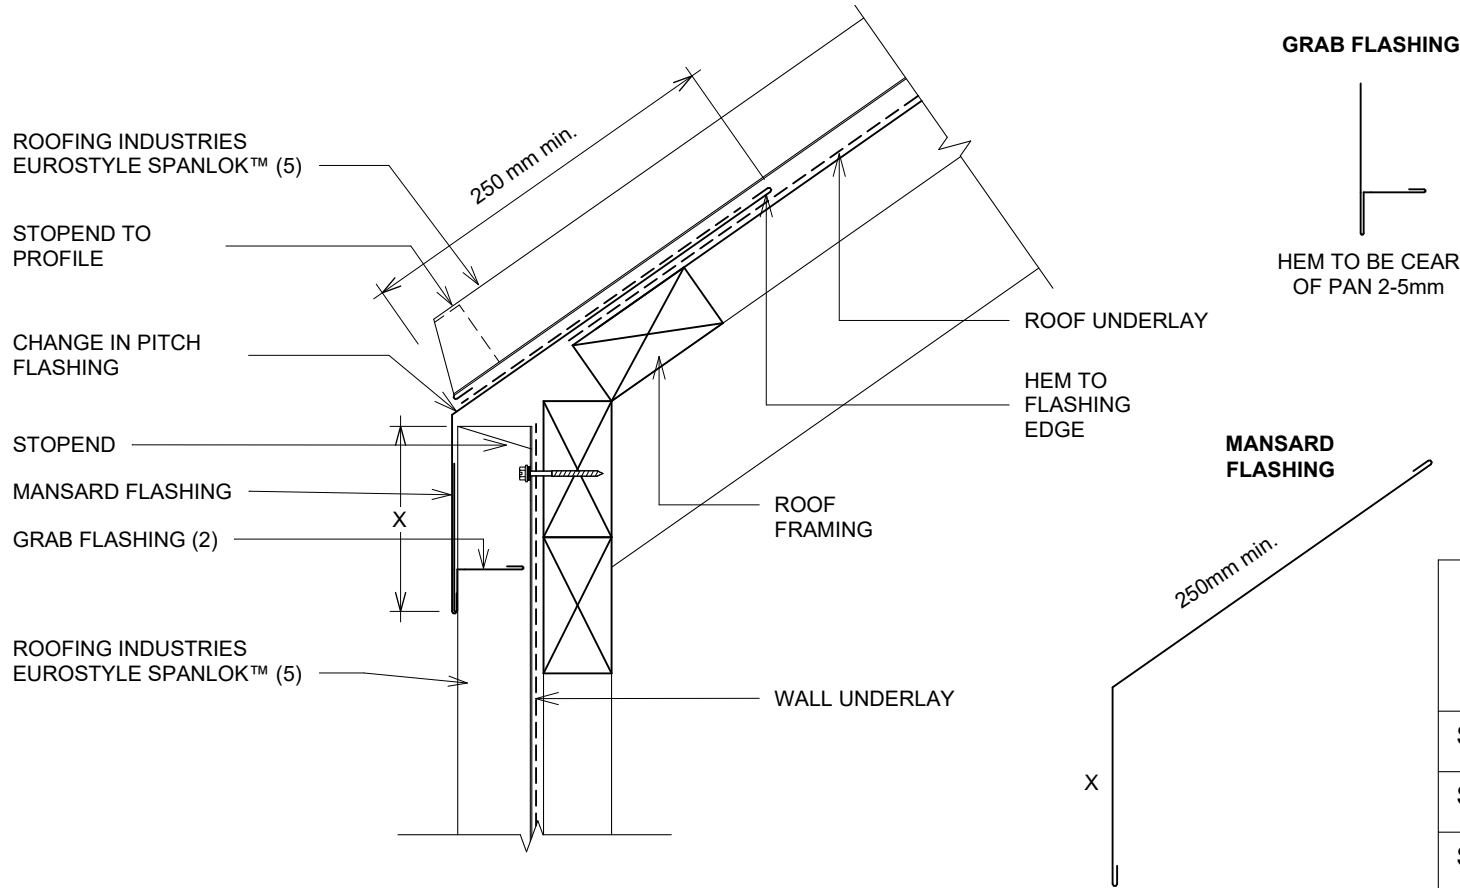 ROOFING INDUSTRIES
EUROSTYLE SPANLOK™ (5)
STOPEND TO
PROFILE
CHANGE IN PITCH
FLASHING
STOPEND
MANSARD FLASHING
GRAB FLASHING (2)
ROOFING INDUSTRIES
EUROSTYLE SPANLOK™ (5)
250 mm min.
X
ROOF UNDERLAY
HEM TO
FLASHING
EDGE
ROOF
FRAMING
WALL UNDERLAY
GRAB FLASHING
HEM TO BE CEAR
OF PAN 2-5mm
MANSARD
FLASHING
250mm min.
X
S
S
S